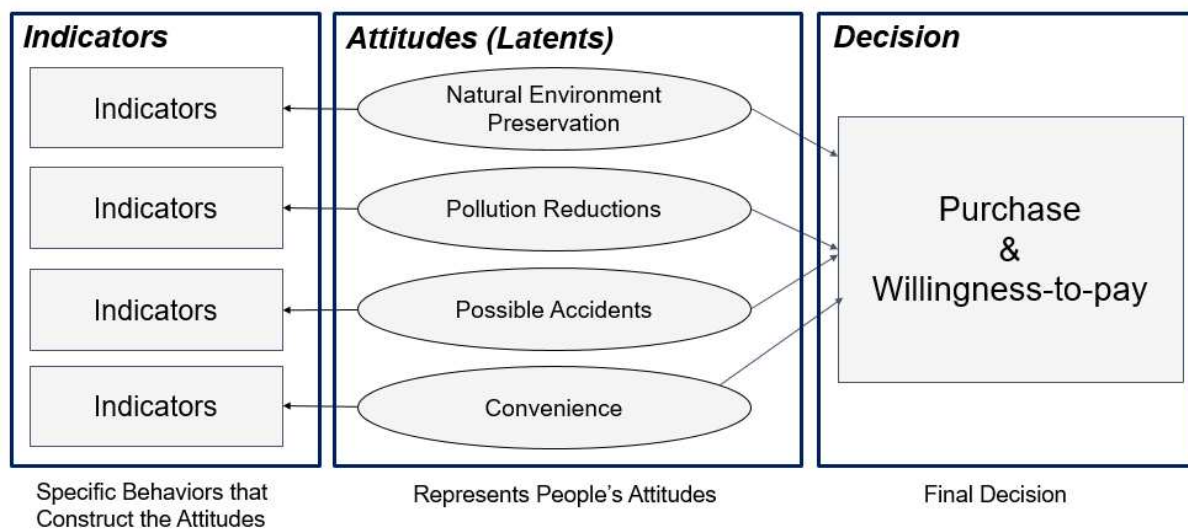 Indicators
Indicators
Indicators
Indicators
Indicators
Specific Behaviors that
Construct the Attitudes
Attitudes (Latents)
Natural Environment
Preservation
Pollution Reductions
Possible Accidents
Convenience
Represents People's Attitudes
Decision
Purchase
&
Willingness-to-pay
Final Decision